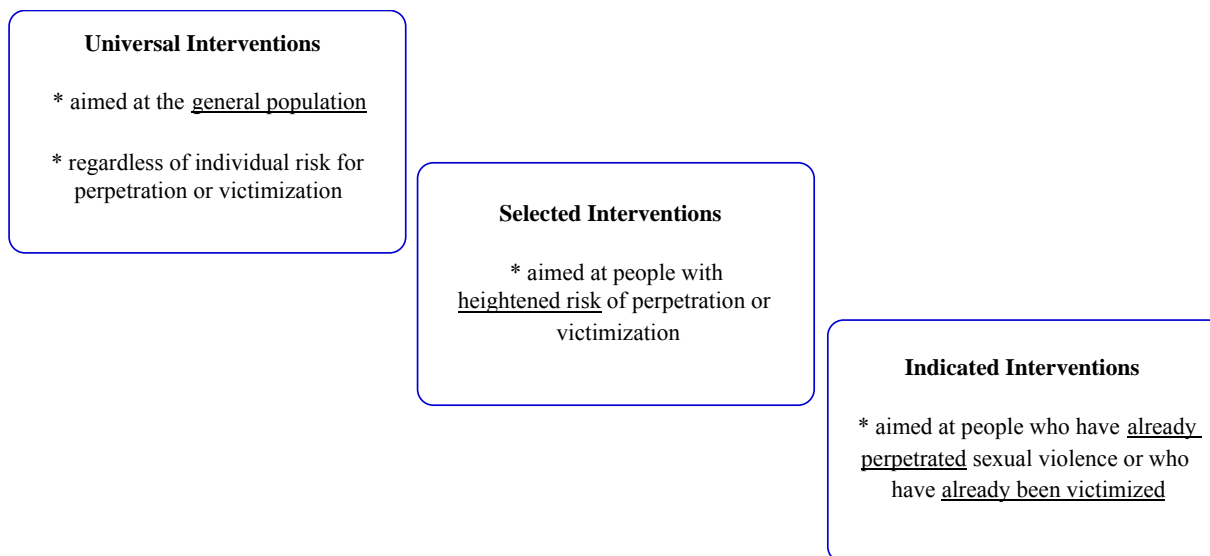 Universal Interventions
* aimed at the general population
* regardless of individual risk for
perpetration or victimization
Selected Interventions
* aimed at people with
heightened risk of perpetration or
victimization
Indicated Interventions
* aimed at people who have already
perpetrated sexual violence or who
have already been victimized